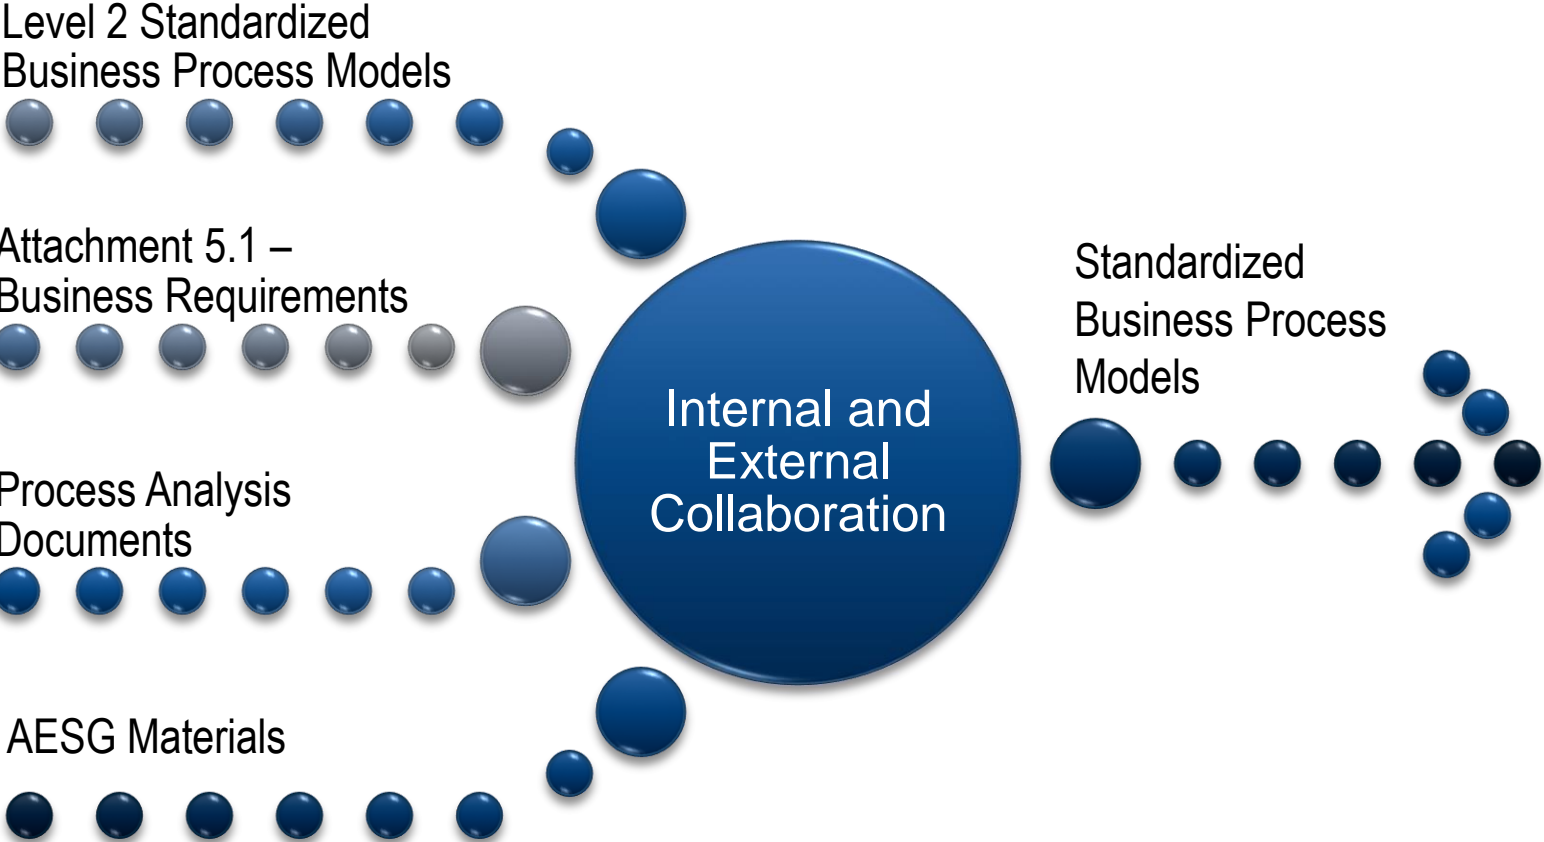 Level 2 Standardized
Business Process Models
Attachment 5.1 –
Business Requirements
Process Analysis
Documents
AESG Materials
Internal and
External
Collaboration
Standardized
Business Process
Models